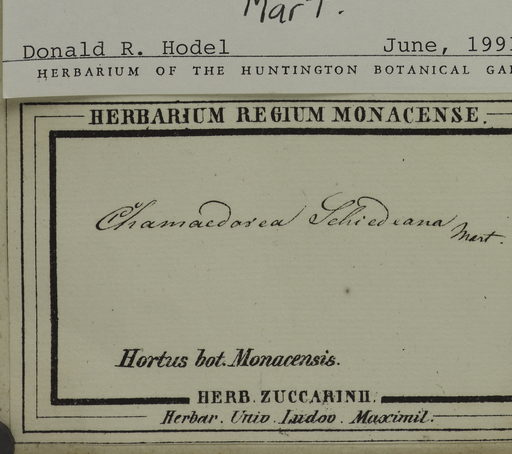 Mart.
Donald R. Hodel June, 1991
HERBARIUM OF THE HUNTINGTON BOTANICAL GA
HERBARIUM REGIUM MONACENSE.
Chamaedorea Schiedeana Mart.
Hortus bot. Monacensis.
HERB. ZUCCARINII.
Herbar. Univ. Ludov. Maximil.